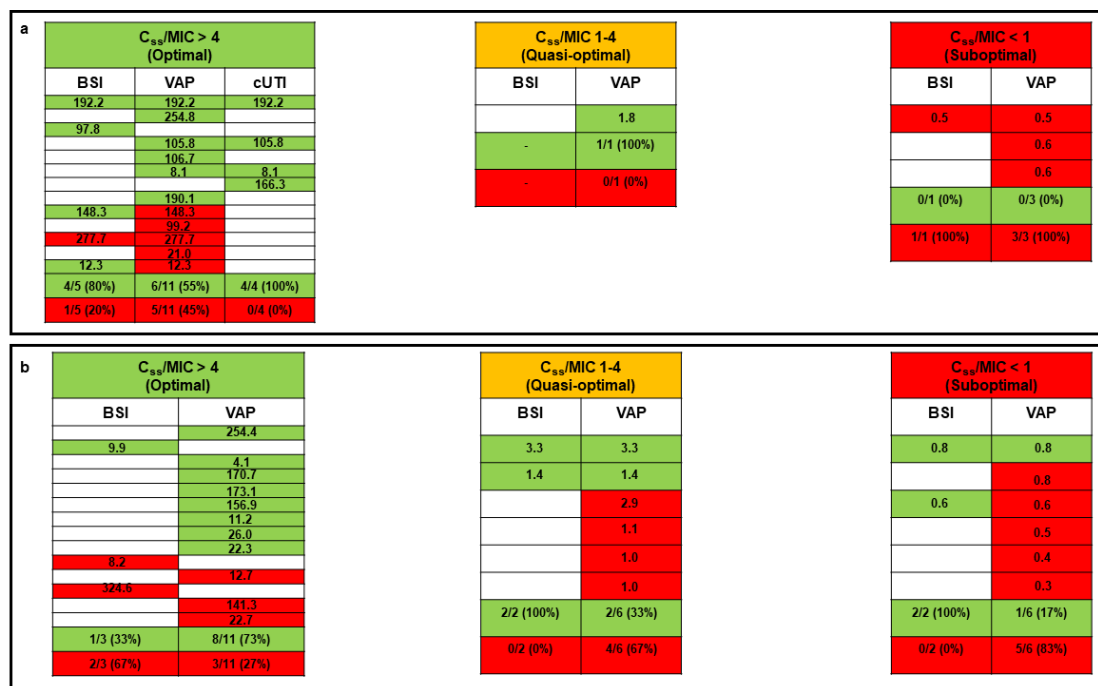 a
C_ss/MIC > 4
(Optimal)
BSI VAP cUTI
192.2 192.2 192.2
254.8
97.8
105.8 105.8
106.7
8.1 8.1
166.3
190.1
148.3 148.3
99.2
277.7 277.7
21.0
12.3 12.3
4/5 (80%) 6/11 (55%) 4/4 (100%)
1/5 (20%) 5/11 (45%) 0/4 (0%)
C_ss/MIC 1-4
(Quasi-optimal)
BSI VAP
1.8
- 1/1 (100%)
- 0/1 (0%)
C_ss/MIC < 1
(Suboptimal)
BSI VAP
0.5 0.5
0.6
0.6
0/1 (0%) 0/3 (0%)
1/1 (100%) 3/3 (100%)
b
C_ss/MIC > 4
(Optimal)
BSI VAP
254.4
9.9
4.1
170.7
173.1
156.9
11.2
26.0
22.3
8.2
12.7
324.6
141.3
22.7
1/3 (33%) 8/11 (73%)
2/3 (67%) 3/11 (27%)
C_ss/MIC 1-4
(Quasi-optimal)
BSI VAP
3.3 3.3
1.4 1.4
2.9
1.1
1.0
1.0
2/2 (100%) 2/6 (33%)
0/2 (0%) 4/6 (67%)
C_ss/MIC < 1
(Suboptimal)
BSI VAP
0.8 0.8
0.8
0.6 0.6
0.5
0.4
0.3
2/2 (100%) 1/6 (17%)
0/2 (0%) 5/6 (83%)